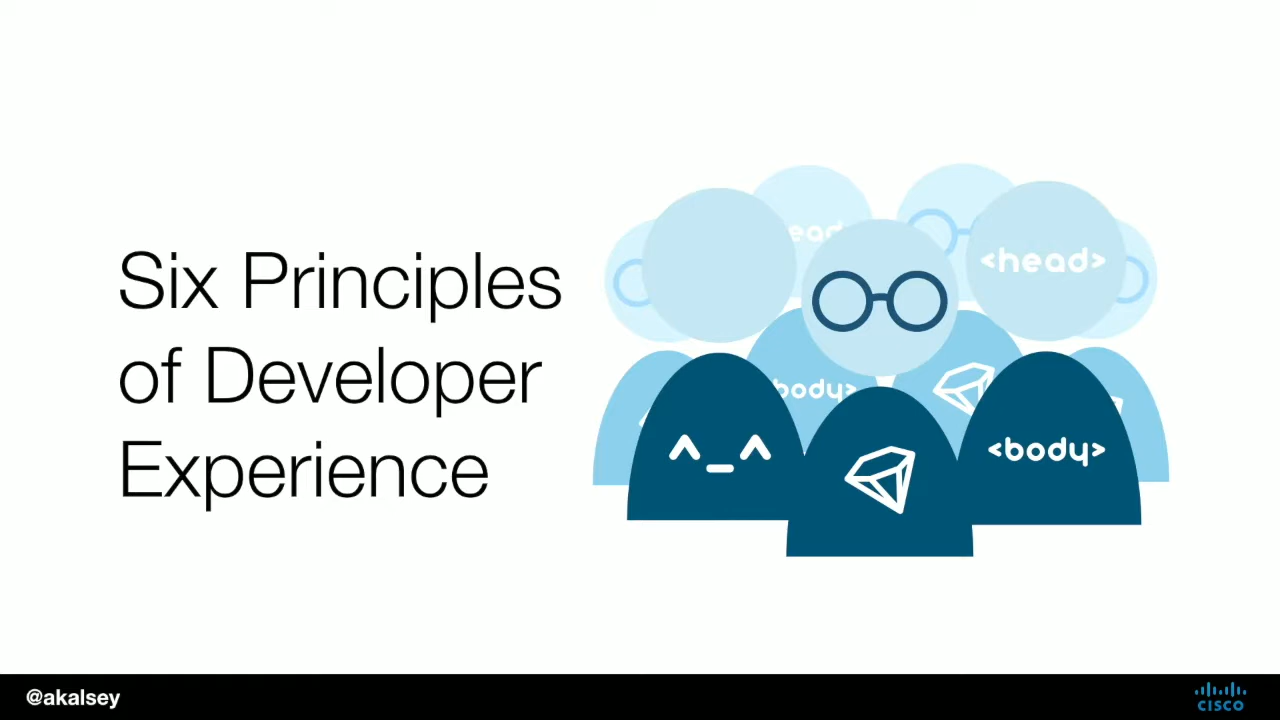 Six Principles
of Developer
Experience
<head>
body>
<body>
^_^
@akalsey
CISCO